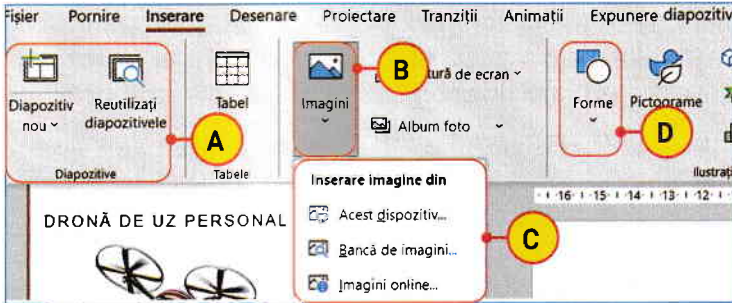 Fișier Pornire Inserare Desenare Proiectare Tranziții Animații Expunere diapozitiv
Diapozitiv nou
Reutilizați diapozitivele
Diapozitive
A
Tabel
Tabele
Imagini
B
tură de ecran
Album foto
Forme
Pictograme
D
Ilustrați
Inserare imagine din
Acest dispozitiv...
Bancă de imagini...
Imagini online...
C
16 15 14 13 12
DRONĂ DE UZ PERSONAL